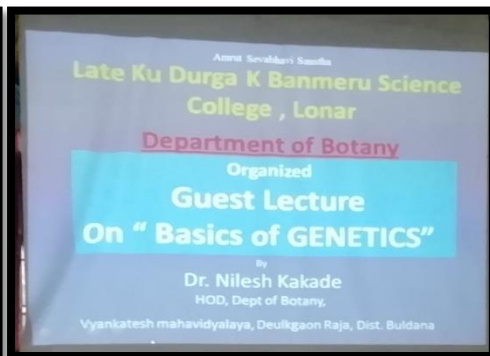 Amrut Sevabhavi Sanstha
Late Ku Durga K Banmeru Science
College , Lonar
Department of Botany
Organized
Guest Lecture
On “ Basics of GENETICS”
By
Dr. Nilesh Kakade
HOD, Dept of Botany,
Vyankatesh mahavidyalaya, Deulkgaon Raja, Dist. Buldana